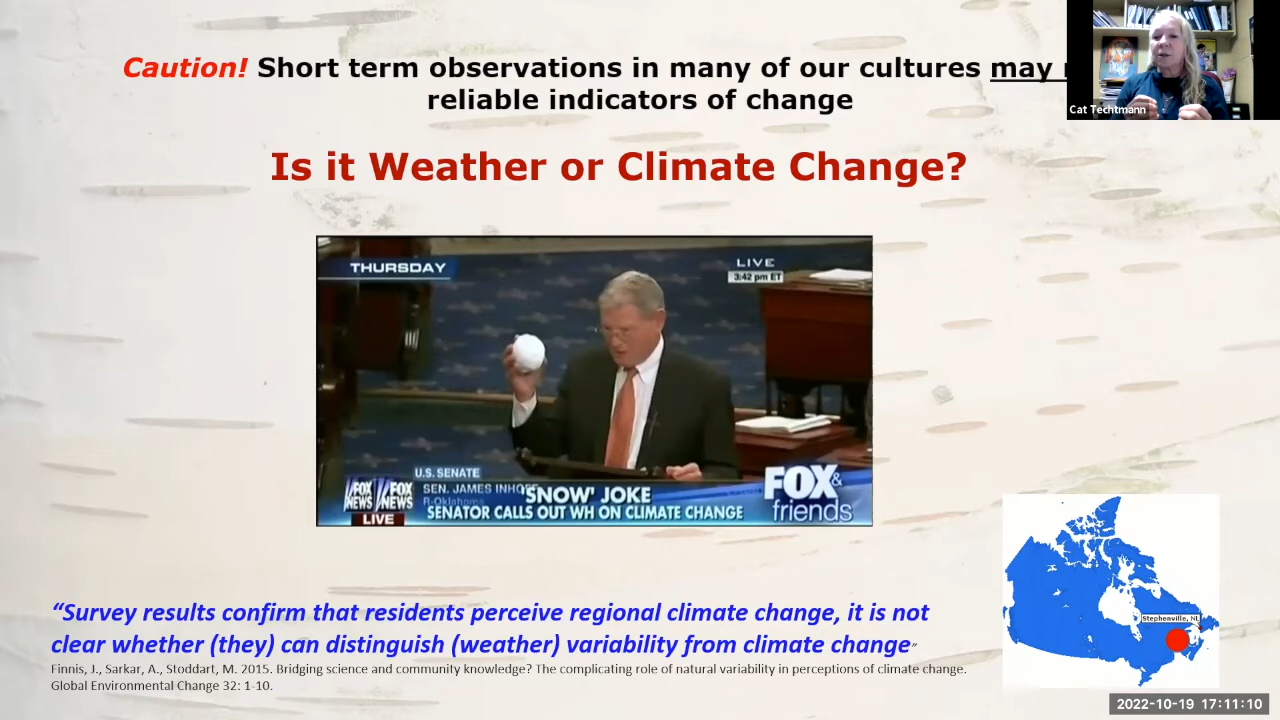 Caution! Short term observations in many of our cultures may
reliable indicators of change
Cat Techtmann
Is it Weather or Climate Change?
THURSDAY
LIVE
3:42 pm ET
U.S. SENATE
SEN. JAMES INHOFE
R-Oklahoma
'SNOW' JOKE
SENATOR CALLS OUT WH ON CLIMATE CHANGE
FOX NEWS
FOX NEWS
LIVE
FOX &
friends
Stephenville, NL
“Survey results confirm that residents perceive regional climate change, it is not
clear whether (they) can distinguish (weather) variability from climate change”
Finnis, J., Sarkar, A., Stoddart, M. 2015. Bridging science and community knowledge? The complicating role of natural variability in perceptions of climate change.
Global Environmental Change 32: 1-10.
2022-10-19 17:11:10